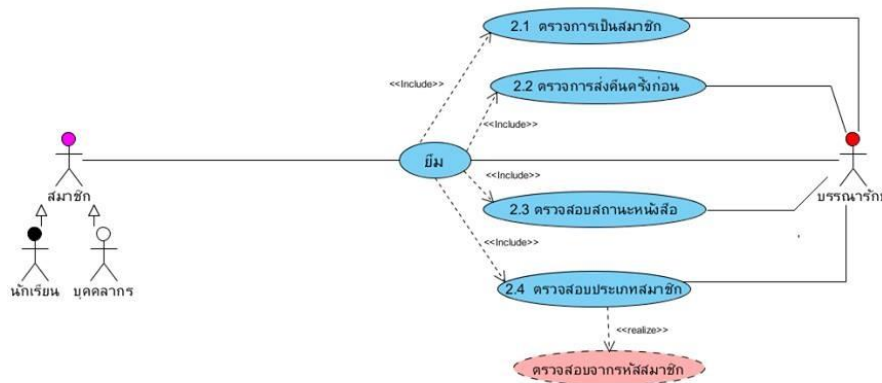 2.1 ตรวจการเป็นสมาชิก
<<Include>>
2.2 ตรวจการส่งคืนครั้งก่อน
<<Include>>
ยืม
<<Include>>
สมาชิก
2.3 ตรวจสอบสถานะหนังสือ
<<Include>>
นักเรียน
บุคคลากร
2.4 ตรวจสอบประเภทสมาชิก
<<realize>>
ตรวจสอบจากรหัสสมาชิก